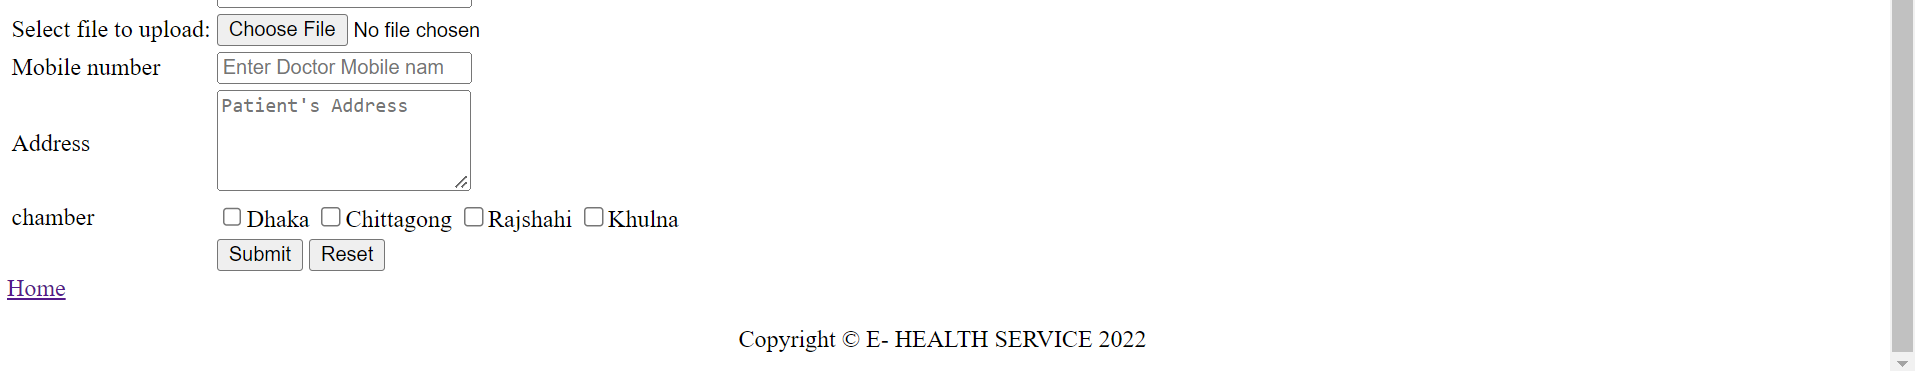 Select file to upload: Choose File No file chosen
Mobile number Enter Doctor Mobile nam
Patient's Address
Address
chamber Dhaka Chittagong Rajshahi Khulna
Submit Reset
Home
Copyright © E- HEALTH SERVICE 2022